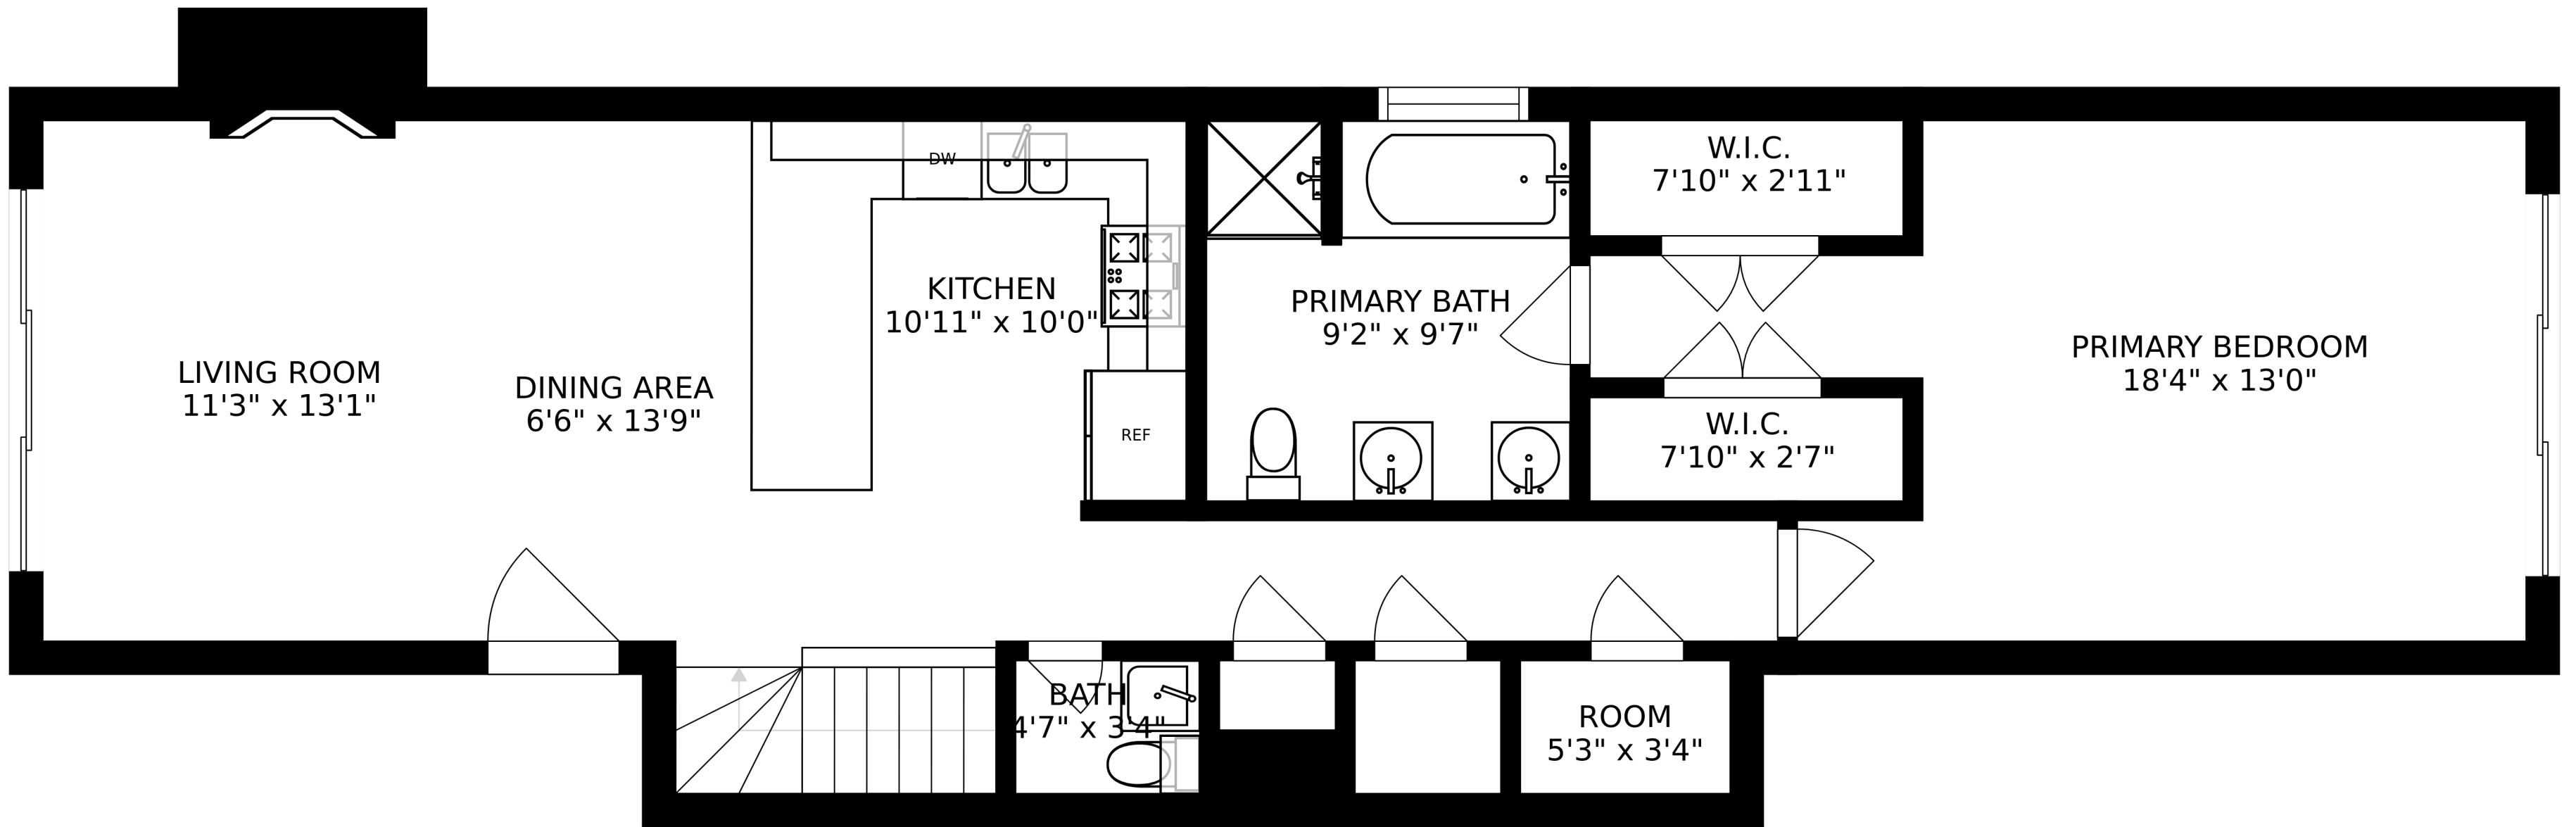 LIVING ROOM
11'3" x 13'1"
DINING AREA
6'6" x 13'9"
DW
KITCHEN
10'11" x 10'0"
REF
PRIMARY BATH
9'2" x 9'7"
W.I.C.
7'10" x 2'11"
W.I.C.
7'10" x 2'7"
PRIMARY BEDROOM
18'4" x 13'0"
BATH
4'7" x 3'4"
ROOM
5'3" x 3'4"